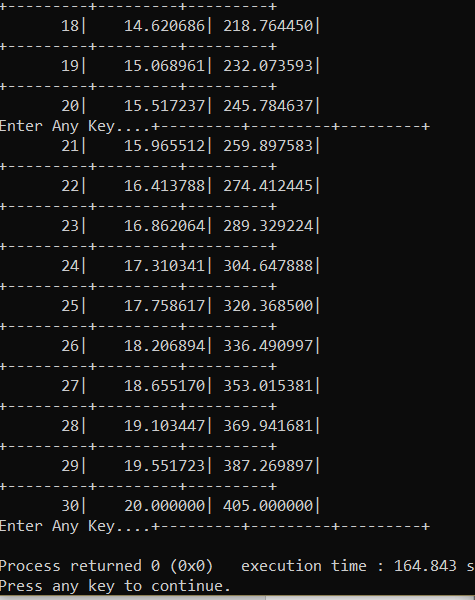 +---------+---------+---------+
      18|    14.620686| 218.764450|
+---------+---------+---------+
      19|    15.068961| 232.073593|
+---------+---------+---------+
      20|    15.517237| 245.784637|
Enter Any Key....+---------+---------+---------+
      21|    15.965512| 259.897583|
+---------+---------+---------+
      22|    16.413788| 274.412445|
+---------+---------+---------+
      23|    16.862064| 289.329224|
+---------+---------+---------+
      24|    17.310341| 304.647888|
+---------+---------+---------+
      25|    17.758617| 320.368500|
+---------+---------+---------+
      26|    18.206894| 336.490997|
+---------+---------+---------+
      27|    18.655170| 353.015381|
+---------+---------+---------+
      28|    19.103447| 369.941681|
+---------+---------+---------+
      29|    19.551723| 387.269897|
+---------+---------+---------+
      30|    20.000000| 405.000000|
Enter Any Key....+---------+---------+---------+

Process returned 0 (0x0)   execution time : 164.843 s
Press any key to continue.